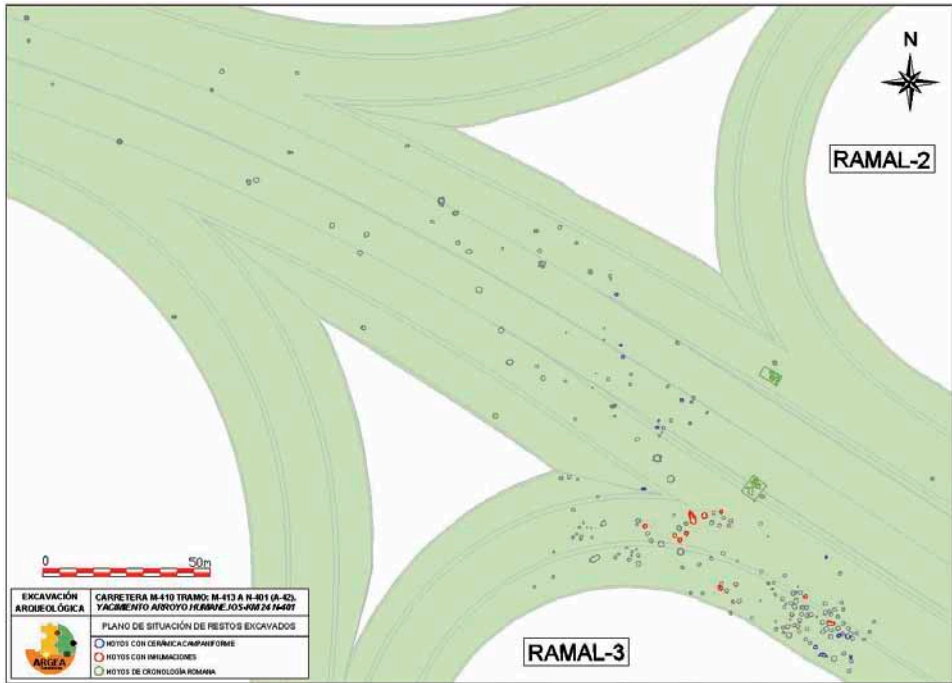 N
RAMAL-2
0 50m
EXCAVACIÓN ARQUEOLÓGICA
CARRETERA M-410 TRAMO: M-413 A N-401 (A-42).
YACIMIENTO ARROYO HUMANEJOS-KM 24 N-401
PLANO DE SITUACIÓN DE RESTOS EXCAVADOS
HOYOS CON CERÁMICA CAMPANIFORME
HOYOS CON INHUMACIONES
HOYOS DE CRONOLOGÍA ROMANA
ARGEA
RAMAL-3